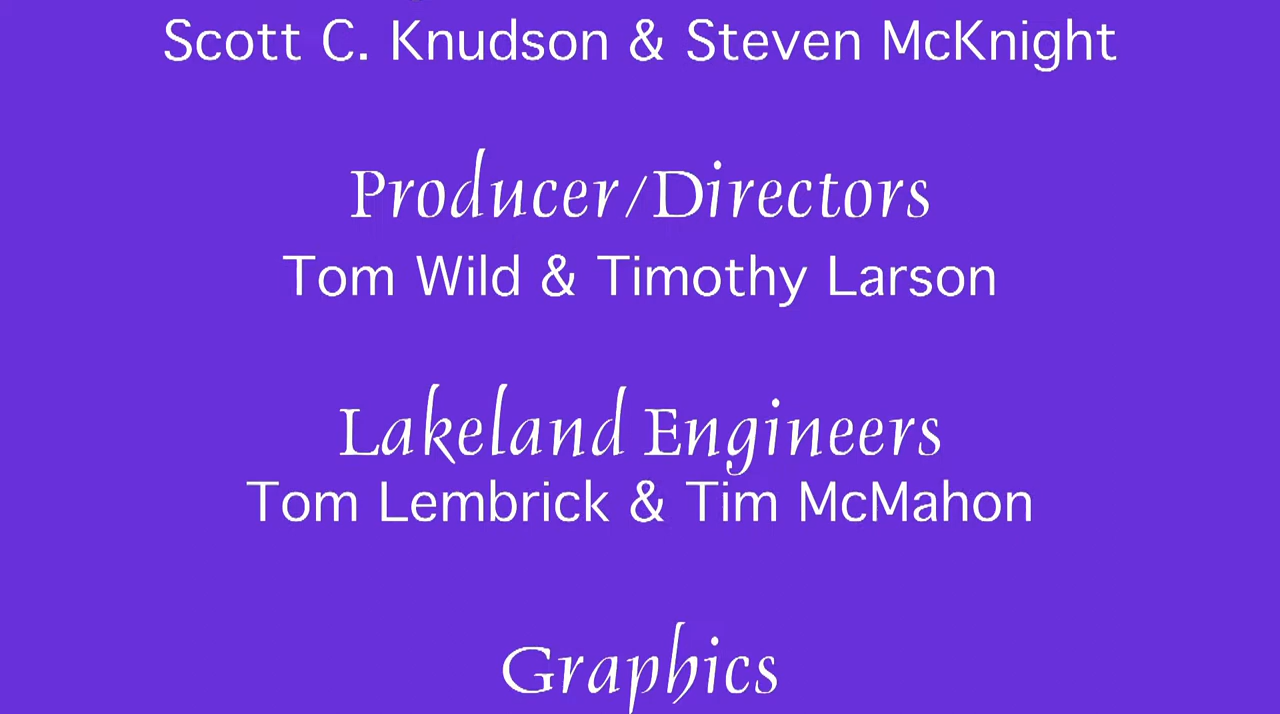 Scott C. Knudson & Steven McKnight
Producer/Directors
Tom Wild & Timothy Larson
Lakeland Engineers
Tom Lembrick & Tim McMahon
Graphics